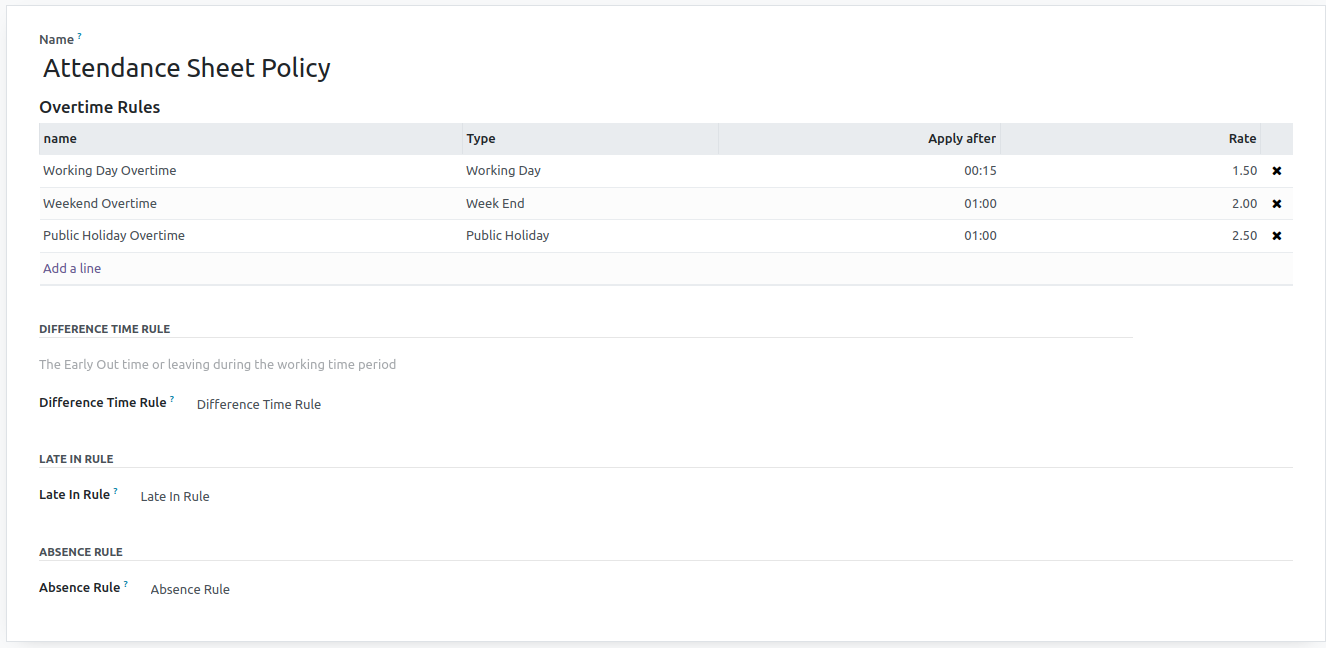 Name ?
Attendance Sheet Policy
Overtime Rules
name Type Apply after Rate
Working Day Overtime Working Day 00:15 1.50 ✖
Weekend Overtime Week End 01:00 2.00 ✖
Public Holiday Overtime Public Holiday 01:00 2.50 ✖
Add a line
DIFFERENCE TIME RULE
The Early Out time or leaving during the working time period
Difference Time Rule ? Difference Time Rule
LATE IN RULE
Late In Rule ? Late In Rule
ABSENCE RULE
Absence Rule ? Absence Rule